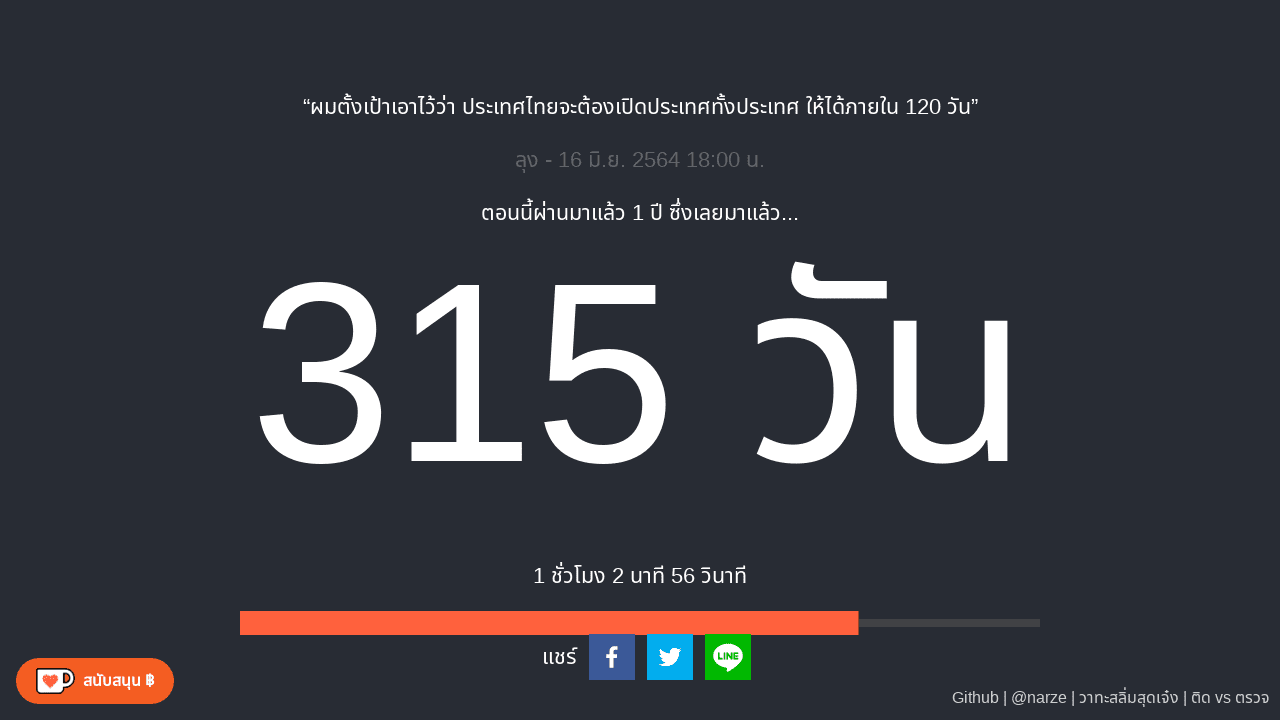 “ผมตั้งเป้าเอาไว้ว่า ประเทศไทยจะต้องเปิดประเทศทั้งประเทศ ให้ได้ภายใน 120 วัน”
ลุง - 16 มิ.ย. 2564 18:00 น.
ตอนนี้ผ่านมาแล้ว 1 ปี ซึ่งเลยมาแล้ว...
315 วัน
1 ชั่วโมง 2 นาที 56 วินาที
แชร์
LINE
สนับสนุน ฿
Github | @narze | วาทะสลิ่มสุดเจ๋ง | ติด vs ตรวจ